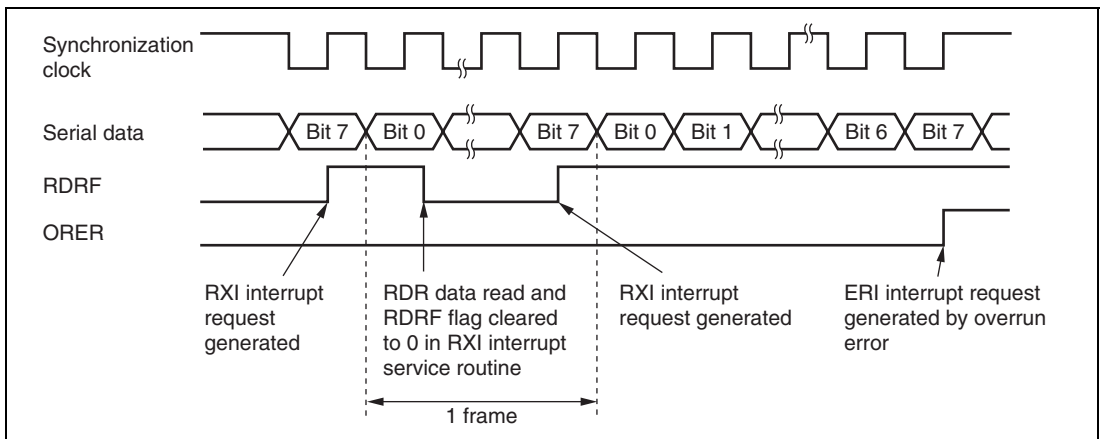 Synchronization
clock
Serial data
Bit 7 Bit 0 Bit 7 Bit 0 Bit 1 Bit 6 Bit 7
RDRF
ORER
RXI interrupt
request
generated
RDR data read and
RDRF flag cleared
to 0 in RXI interrupt
service routine
RXI interrupt
request generated
ERI interrupt request
generated by overrun
error
1 frame